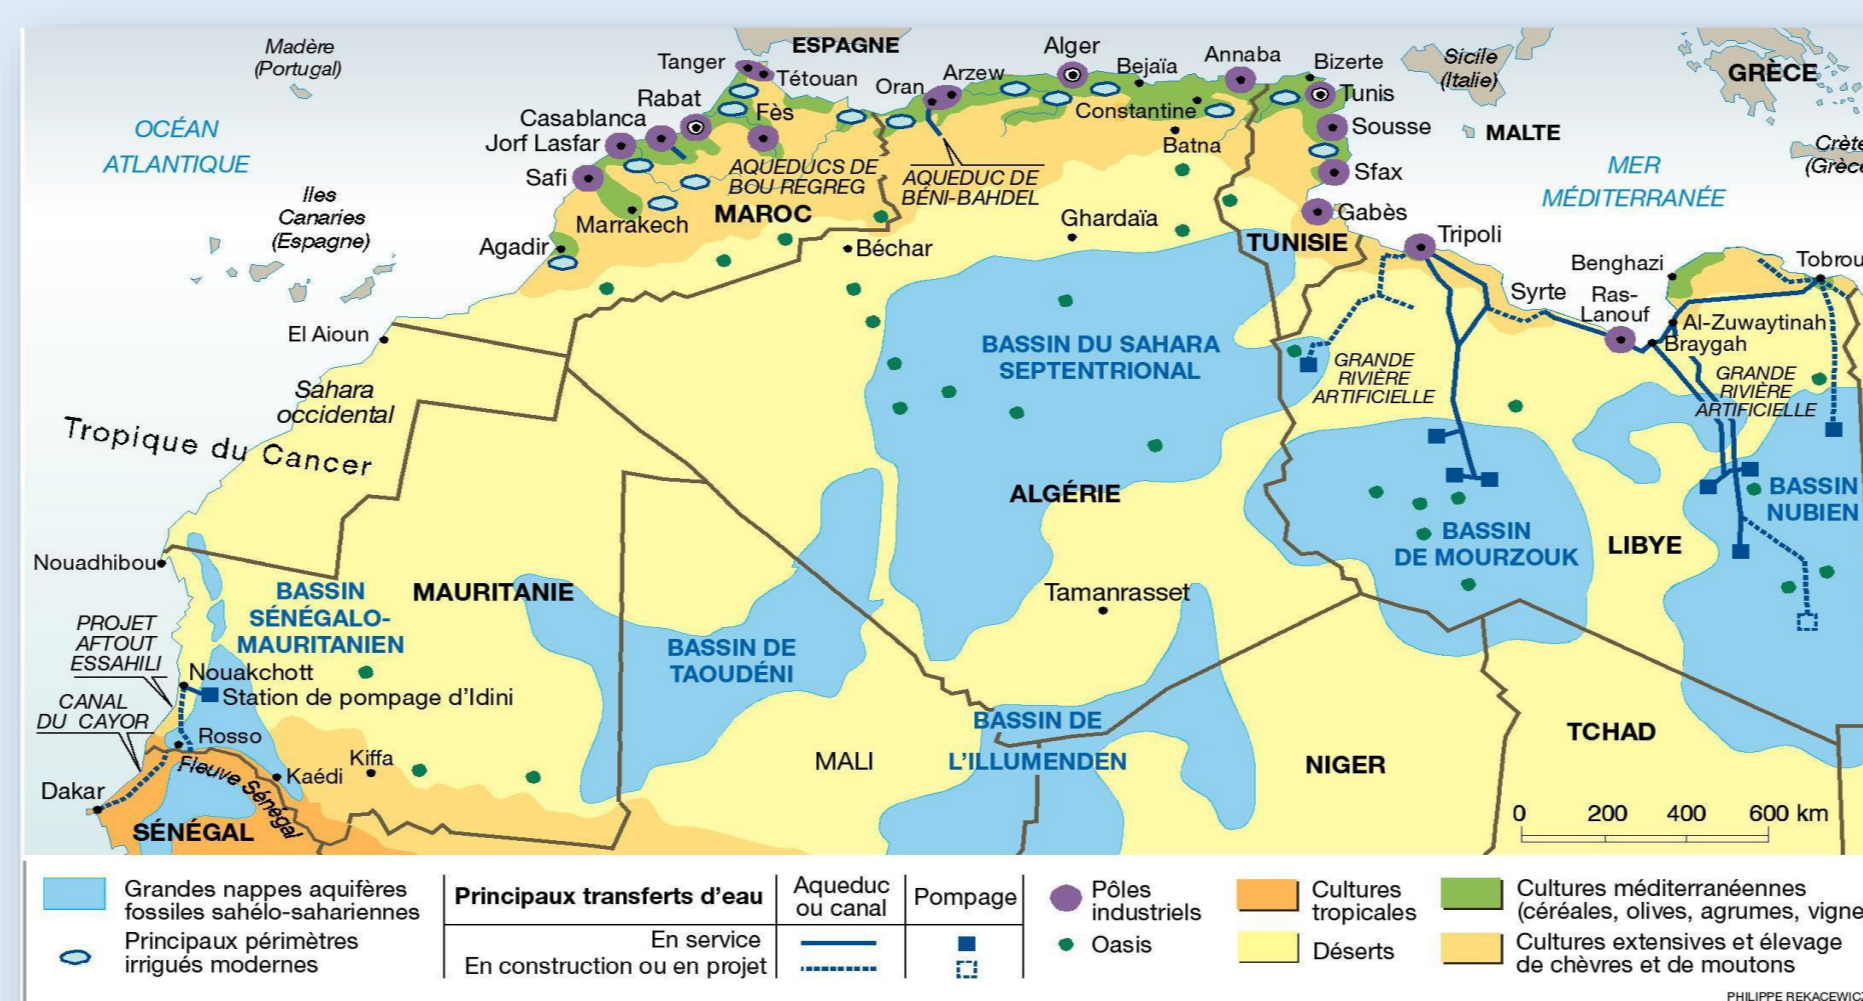 Madère
(Portugal)
OCÉAN
ATLANTIQUE
Iles
Canaries
(Espagne)
Tanger
ESPAGNE
Tétouan
Rabat
Casablanca
Fès
Jorf Lasfar
Safi
AQUEDUCS DE
BOU REGREG
MAROC
Marrakech
Agadir
Oran
Arzew
Alger
Bejaïa
Annaba
Constantine
Batna
AQUEDUC DE
BÉNI-BAHDEL
Ghardaïa
Béchar
Bizerte
Tunis
Sousse
Sfax
Gabès
TUNISIE
Sicile
(Italie)
MALTE
GRÈCE
Crète
(Grèce
MER
MÉDITERRANÉE
Tripoli
Syrte
Ras-
Lanouf
Benghazi
Tobrou
Al-Zuwaytinah
Braygah
GRANDE
RIVIÈRE
ARTIFICIELLE
GRANDE
RIVIÈRE
ARTIFICIELLE
El Aioun
Sahara
occidental
Tropique du Cancer
BASSIN DU SAHARA
SEPTENTRIONAL
ALGÉRIE
BASSIN
DE MOURZOUK
LIBYE
BASSIN
NUBIEN
Nouadhibou
BASSIN
SÉNÉGALO-
MAURITANIEN
MAURITANIE
Tamanrasset
PROJET
AFTOUT
ESSAHILI
BASSIN DE
TAOUDÉNI
Nouakchott
Station de pompage d'Idini
CANAL
DU CAYOR
Rosso
Fleuve Sénégal
Kaédi
Kiffa
Dakar
SÉNÉGAL
MALI
BASSIN DE
L'ILLUMENDEN
NIGER
TCHAD
0 200 400 600 km
Grandes nappes aquifères
fossiles sahélo-sahariennes
Principaux périmètres
irrigués modernes
Principaux transferts d'eau
Aqueduc
ou canal
Pompage
En service
En construction ou en projet
Pôles
industriels
Oasis
Cultures
tropicales
Déserts
Cultures méditerranéennes
(céréales, olives, agrumes, vigne
Cultures extensives et élevage
de chèvres et de moutons
PHILIPPE REKACEWICZ